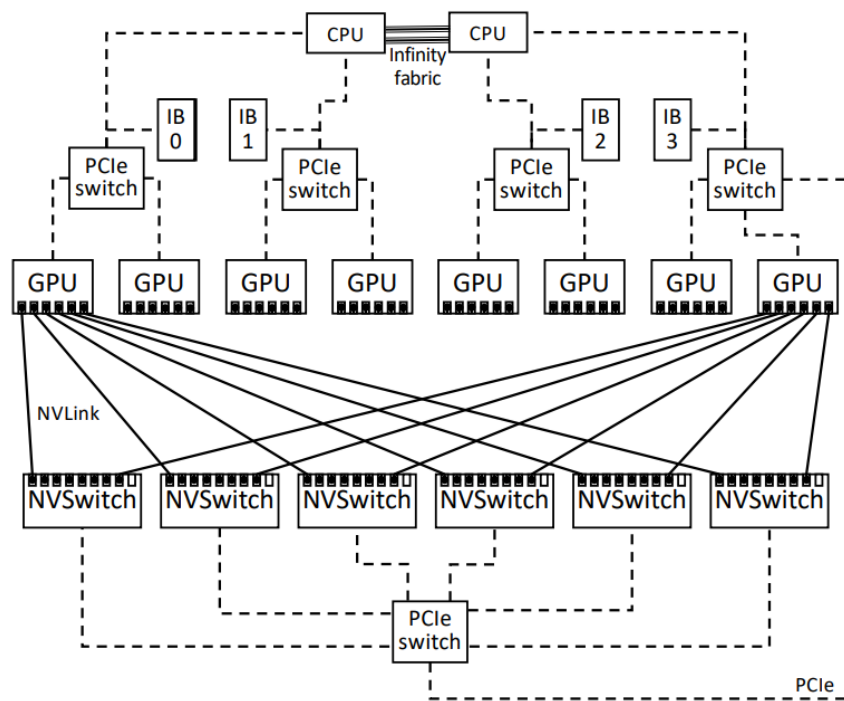 CPU
CPU
Infinity
fabric
IB
0
IB
1
IB
2
IB
3
PCIe
switch
PCIe
switch
PCIe
switch
PCIe
switch
GPU
GPU
GPU
GPU
GPU
GPU
GPU
GPU
NVLink
NVSwitch
NVSwitch
NVSwitch
NVSwitch
NVSwitch
NVSwitch
PCIe
switch
PCIe